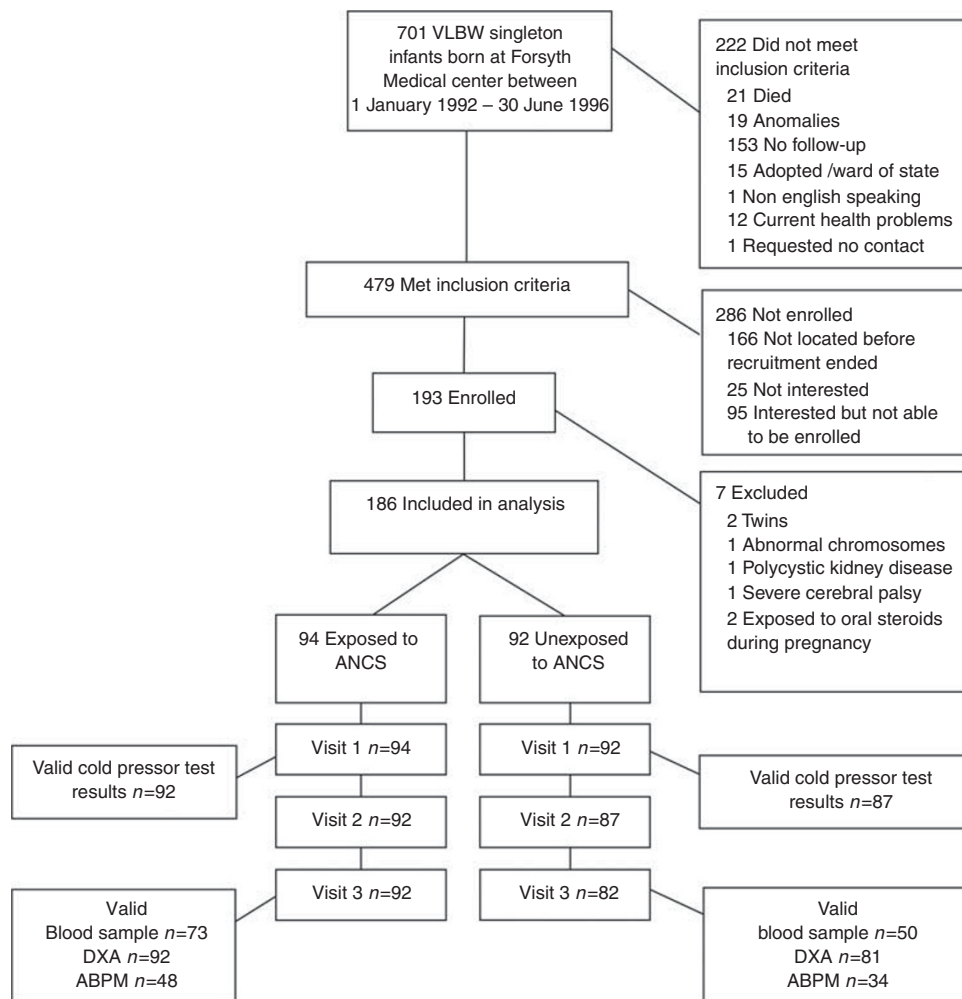 701 VLBW singleton
infants born at Forsyth
Medical center between
1 January 1992 – 30 June 1996
222 Did not meet
inclusion criteria
21 Died
19 Anomalies
153 No follow-up
15 Adopted /ward of state
1 Non english speaking
12 Current health problems
1 Requested no contact
479 Met inclusion criteria
286 Not enrolled
166 Not located before
recruitment ended
25 Not interested
95 Interested but not able
to be enrolled
193 Enrolled
7 Excluded
2 Twins
1 Abnormal chromosomes
1 Polycystic kidney disease
1 Severe cerebral palsy
2 Exposed to oral steroids
during pregnancy
186 Included in analysis
94 Exposed to
ANCS
92 Unexposed
to ANCS
Visit 1 n=94
Visit 1 n=92
Valid cold pressor test
results n=92
Valid cold pressor test
results n=87
Visit 2 n=92
Visit 2 n=87
Visit 3 n=92
Visit 3 n=82
Valid
Blood sample n=73
DXA n=92
ABPM n=48
Valid
blood sample n=50
DXA n=81
ABPM n=34